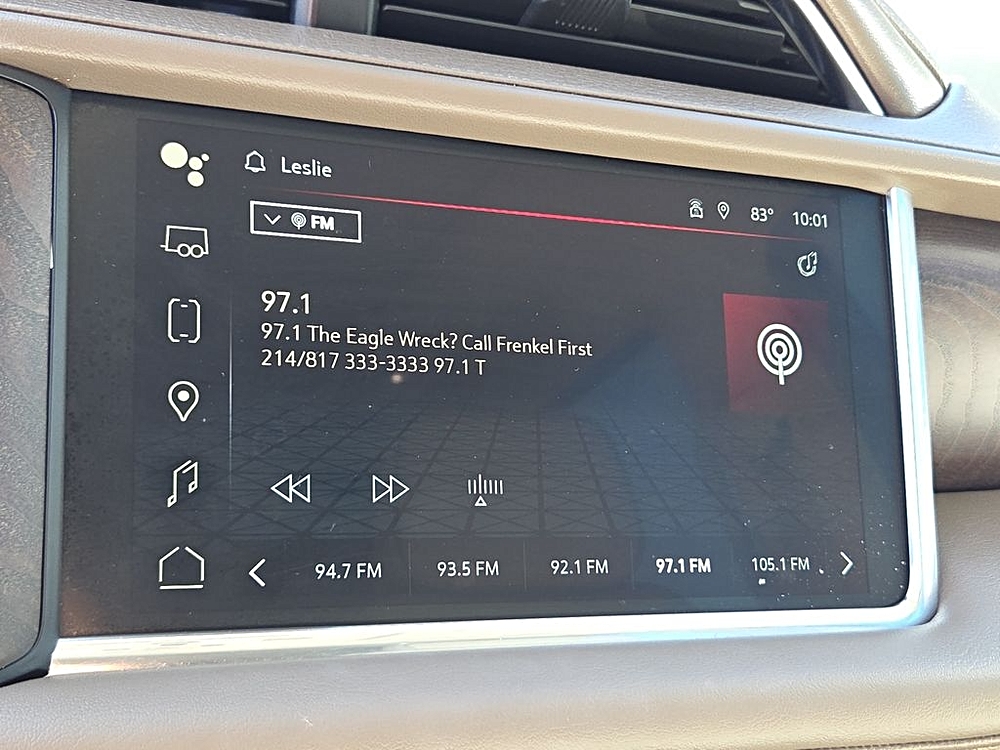 Leslie
FM
83° 10:01
97.1
97.1 The Eagle Wreck? Call Frenkel First
214/817 333-3333 97.1 T
94.7 FM 93.5 FM 92.1 FM 97.1 FM 105.1 FM